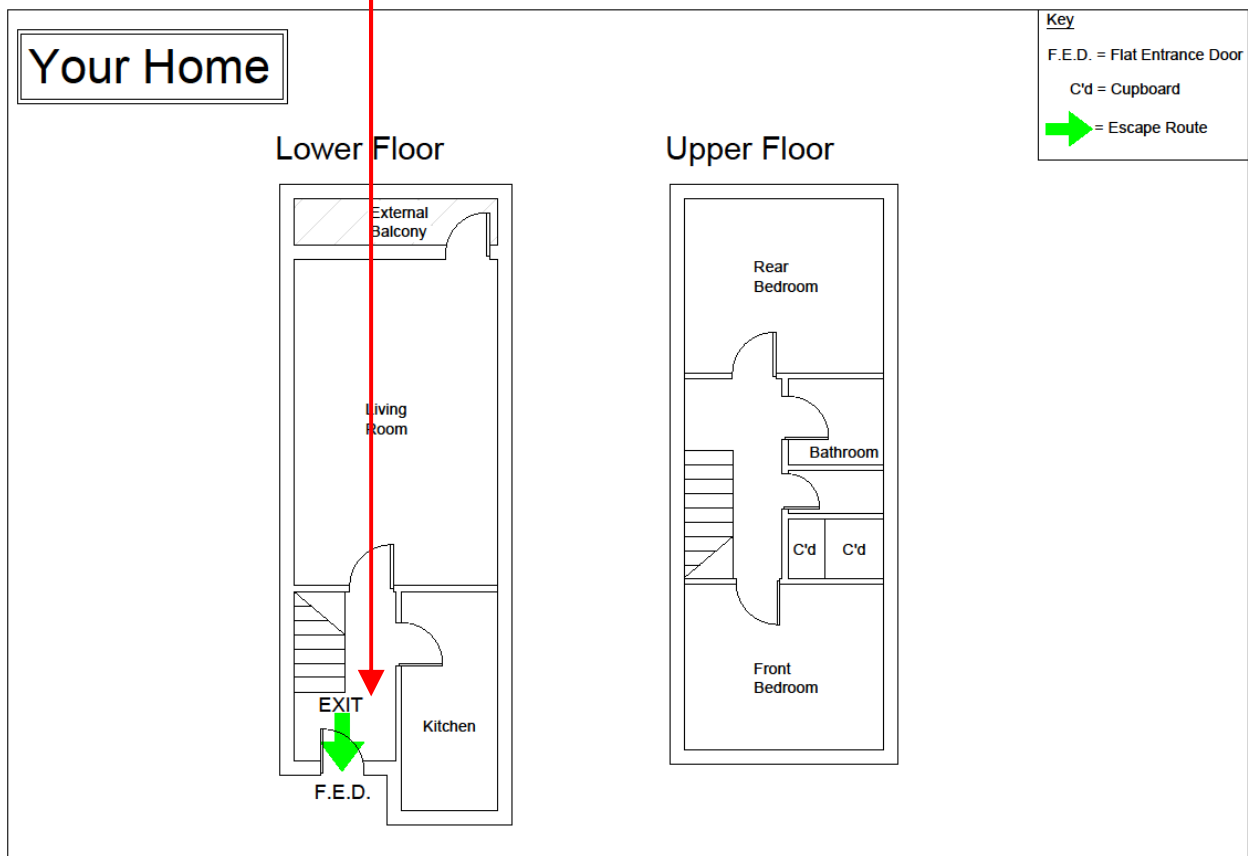 Your Home
Key
F.E.D. = Flat Entrance Door
C'd = Cupboard
= Escape Route
Lower Floor
External
Balcony
Living
Room
EXIT
Kitchen
F.E.D.
Upper Floor
Rear
Bedroom
Bathroom
C'd
C'd
Front
Bedroom